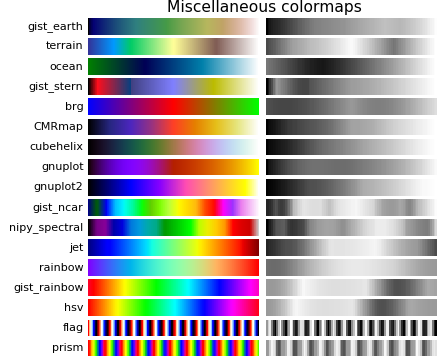 Miscellaneous colormaps
gist_earth
terrain
ocean
gist_stern
brg
CMRmap
cubehelix
gnuplot
gnuplot2
gist_ncar
nipy_spectral
jet
rainbow
gist_rainbow
hsv
flag
prism